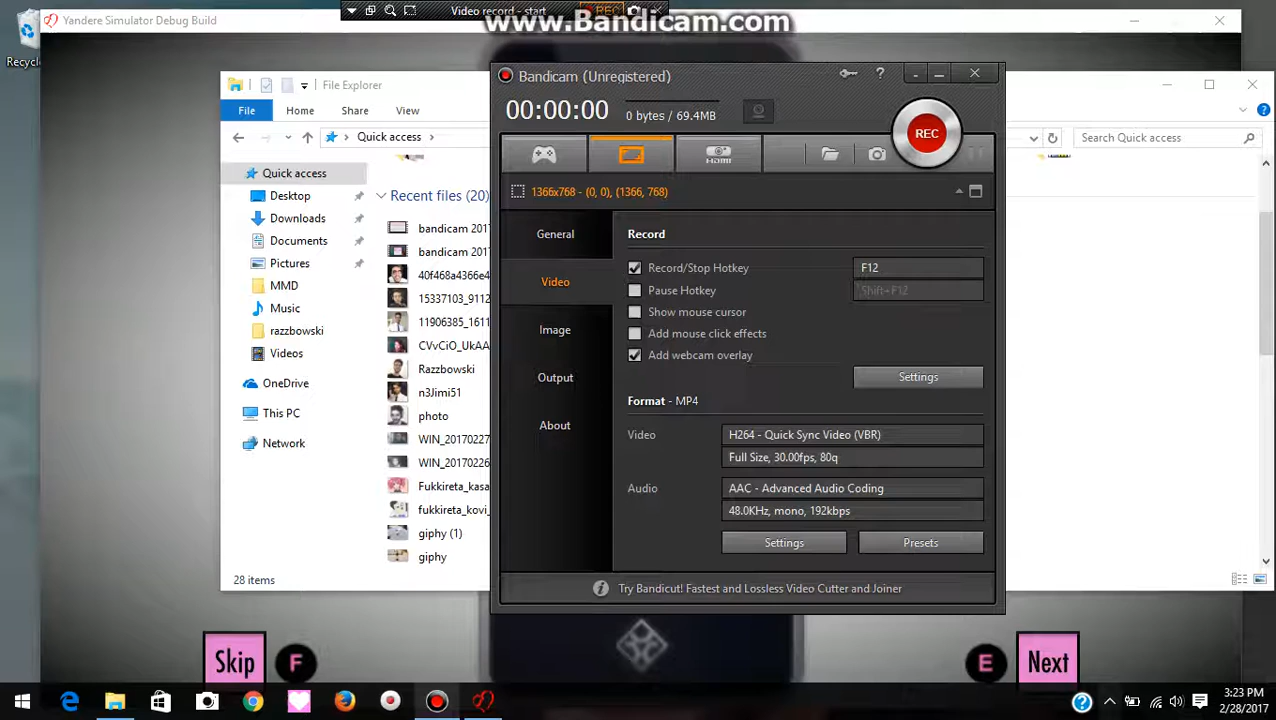 Yandere Simulator Debug Build
Video record - start
REC
www.Bandicam.com
Bandicam (Unregistered)
00:00:00
0 bytes / 69.4MB
REC
HDMI
1366x768 - (0, 0), (1366, 768)
General
Video
Image
Output
About
Record
Record/Stop Hotkey
F12
Pause Hotkey
Shift+F12
Show mouse cursor
Add mouse click effects
Add webcam overlay
Settings
Format - MP4
Video
H264 - Quick Sync Video (VBR)
Full Size, 30.00fps, 80q
Audio
AAC - Advanced Audio Coding
48.0KHz, mono, 192kbps
Settings
Presets
Try Bandicut! Fastest and Lossless Video Cutter and Joiner
File Explorer
File
Home
Share
View
Quick access
Search Quick access
Quick access
Desktop
Downloads
Documents
Pictures
MMD
Music
razzbowski
Videos
OneDrive
This PC
Network
Recent files (20)
bandicam 201
bandicam 201
40f468a4366e4
15337103_9112
11906385_1611
CVvCiO_UkAA
Razzbowski
n3Jimi51
photo
WIN_20170227
WIN_20170226
Fukkireta_kasa
fukkireta_kovi_
giphy (1)
giphy
28 items
Skip
F
E
Next
3:23 PM
2/28/2017